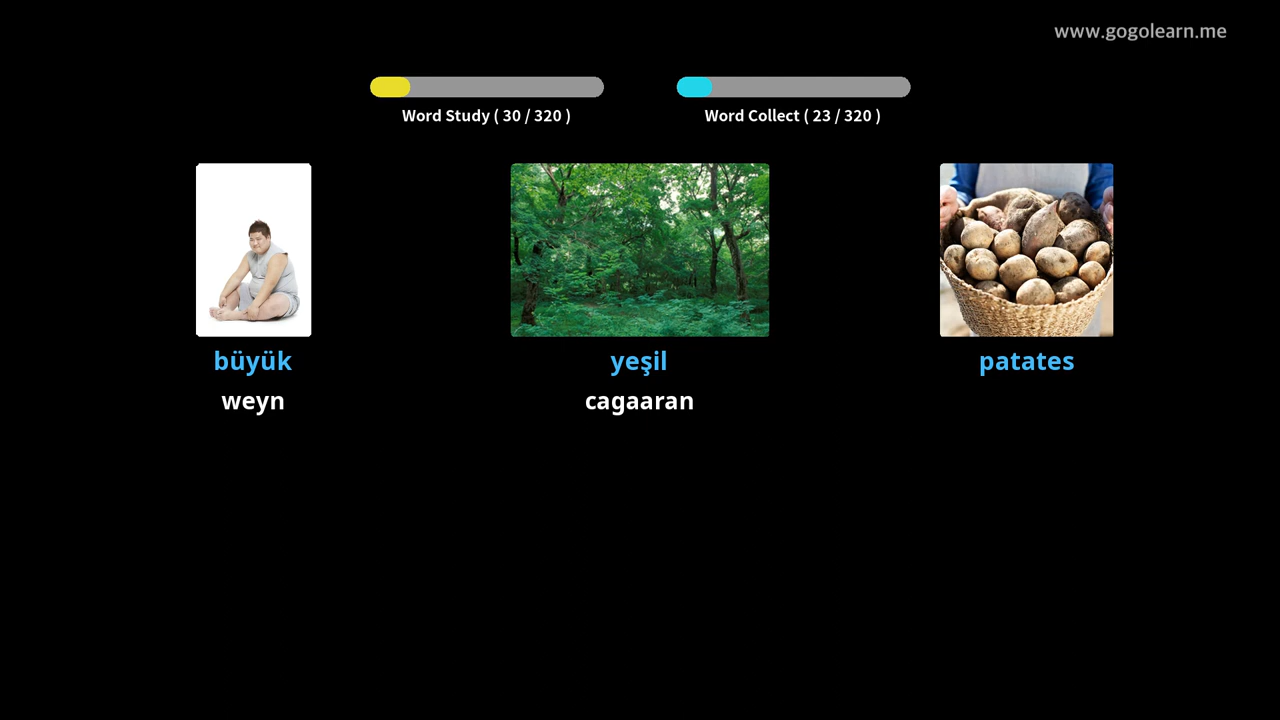 www.gogolearn.me
Word Study ( 30 / 320 )
Word Collect ( 23 / 320 )
büyük
yeşil
patates
weyn
cagaaran